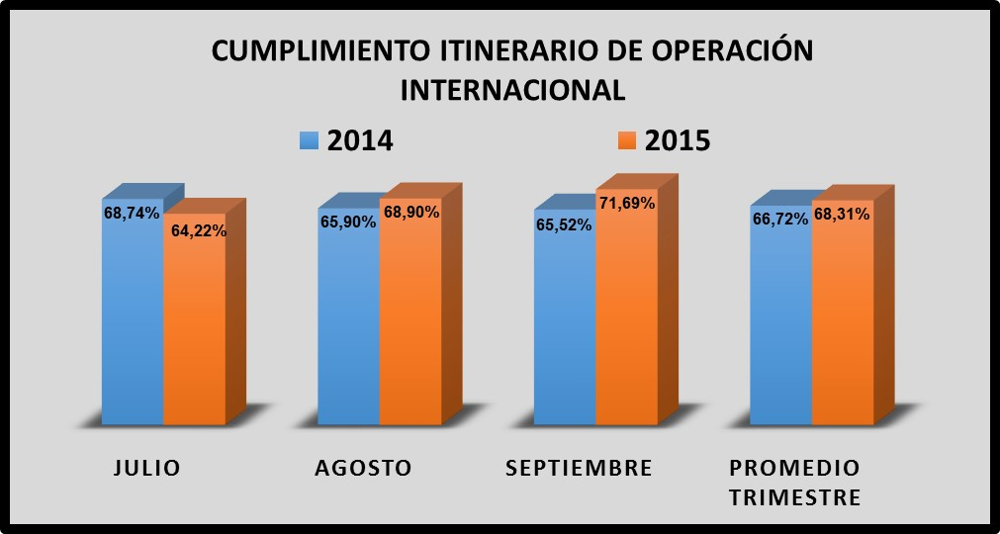 CUMPLIMIENTO ITINERARIO DE OPERACIÓN
INTERNACIONAL
2014 2015
68,74% 64,22% 65,90% 68,90% 65,52% 71,69% 66,72% 68,31%
JULIO AGOSTO SEPTIEMBRE PROMEDIO
TRIMESTRE